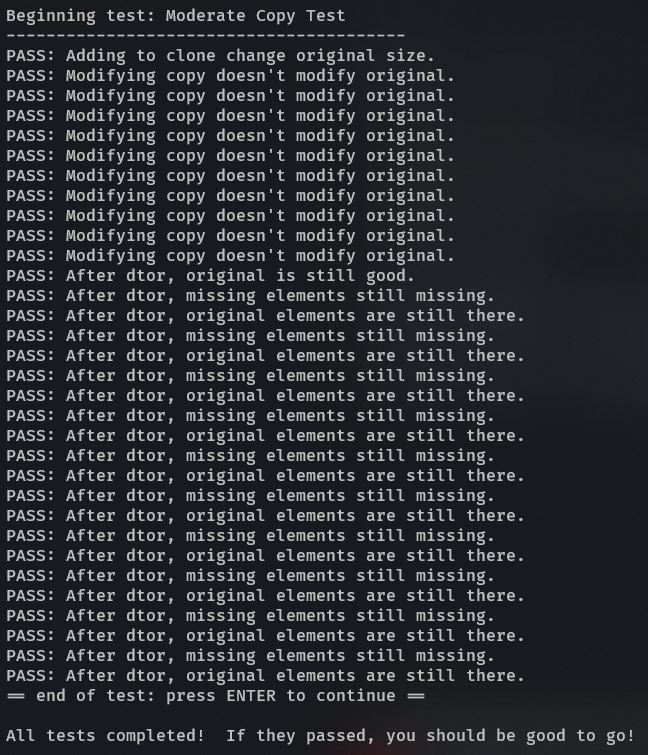 Beginning test: Moderate Copy Test
----------------------------------------
PASS: Adding to clone change original size.
PASS: Modifying copy doesn't modify original.
PASS: Modifying copy doesn't modify original.
PASS: Modifying copy doesn't modify original.
PASS: Modifying copy doesn't modify original.
PASS: Modifying copy doesn't modify original.
PASS: Modifying copy doesn't modify original.
PASS: Modifying copy doesn't modify original.
PASS: Modifying copy doesn't modify original.
PASS: Modifying copy doesn't modify original.
PASS: Modifying copy doesn't modify original.
PASS: After dtor, original is still good.
PASS: After dtor, missing elements still missing.
PASS: After dtor, original elements are still there.
PASS: After dtor, missing elements still missing.
PASS: After dtor, original elements are still there.
PASS: After dtor, missing elements still missing.
PASS: After dtor, original elements are still there.
PASS: After dtor, missing elements still missing.
PASS: After dtor, original elements are still there.
PASS: After dtor, missing elements still missing.
PASS: After dtor, original elements are still there.
PASS: After dtor, missing elements still missing.
PASS: After dtor, original elements are still there.
PASS: After dtor, missing elements still missing.
PASS: After dtor, original elements are still there.
PASS: After dtor, missing elements still missing.
PASS: After dtor, original elements are still there.
PASS: After dtor, missing elements still missing.
PASS: After dtor, original elements are still there.
PASS: After dtor, missing elements still missing.
PASS: After dtor, original elements are still there.
== end of test: press ENTER to continue ==
All tests completed!  If they passed, you should be good to go!